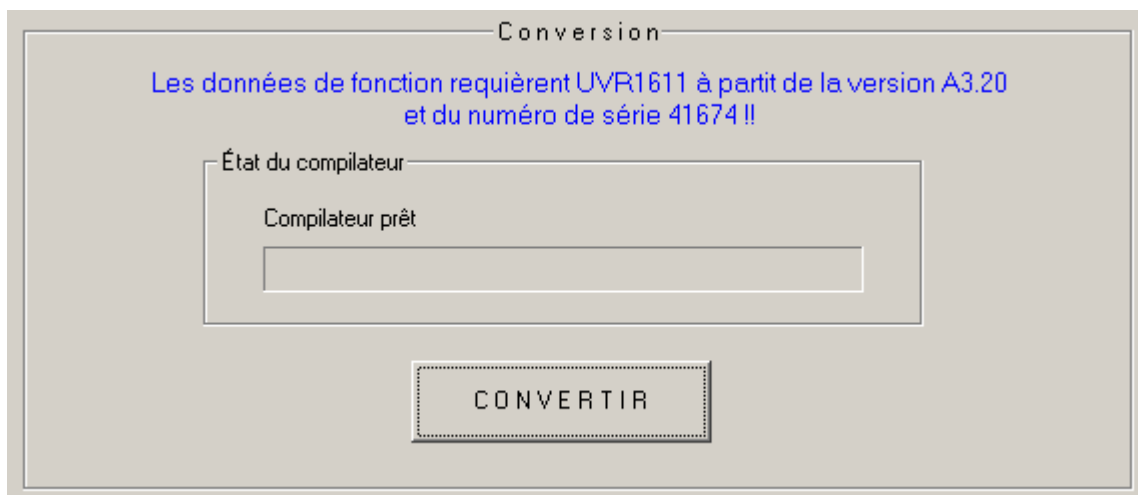 Conversion
Les données de fonction requièrent UVR1611 à partit de la version A3.20
et du numéro de série 41674 !!
État du compilateur
Compilateur prêt
CONVERTIR